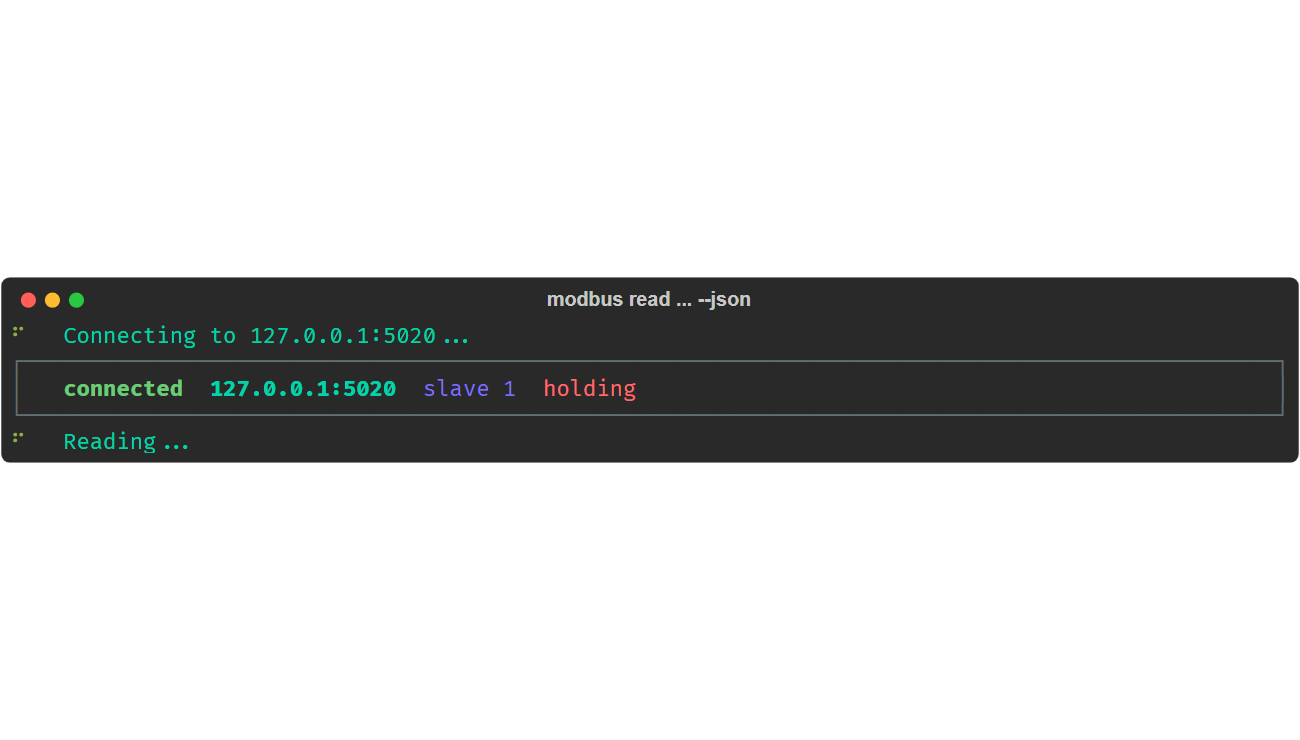 modbus read ... --json
Connecting to 127.0.0.1:5020...
connected 127.0.0.1:5020 slave 1 holding
Reading...